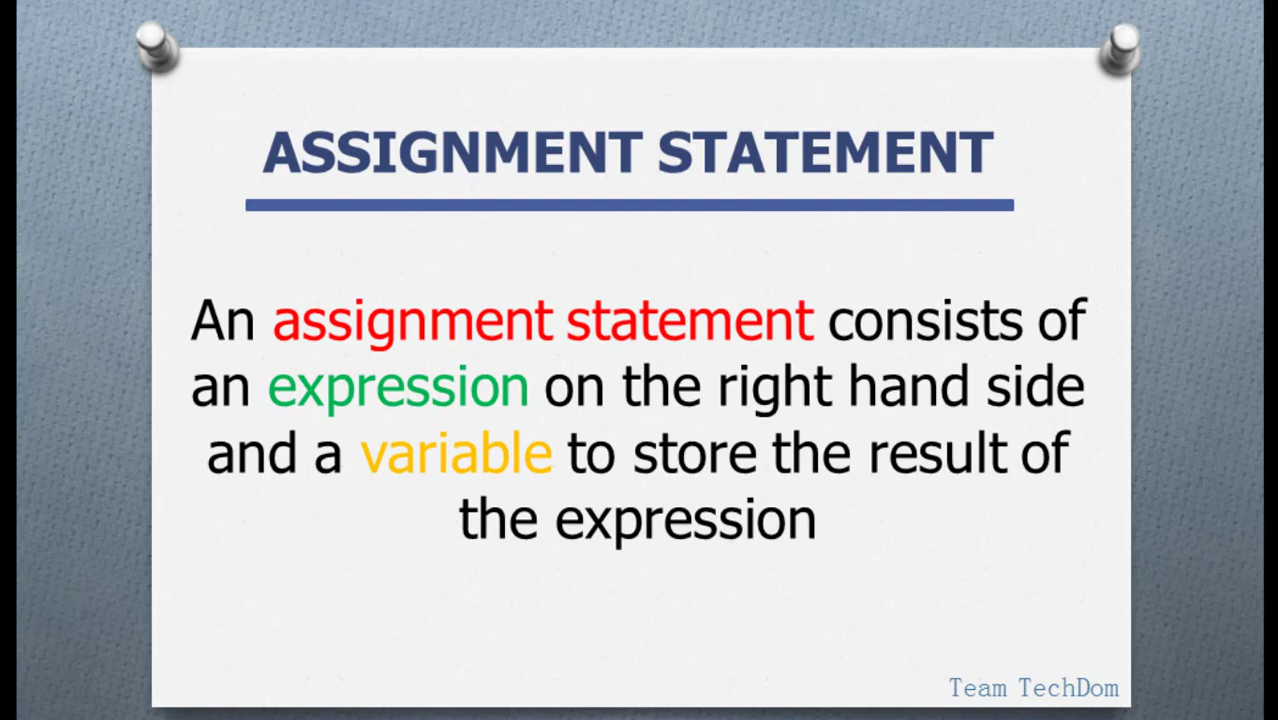 ASSIGNMENT STATEMENT
An assignment statement consists of
an expression on the right hand side
and a variable to store the result of
the expression
Team TechDom